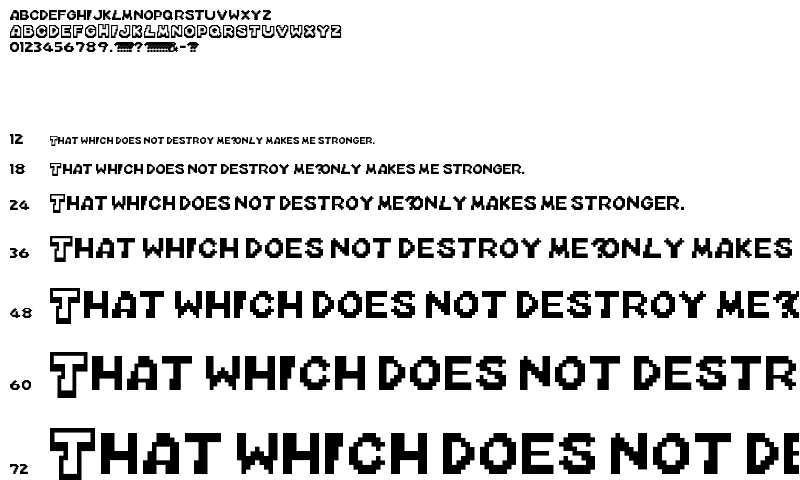 ABCDEFGHIJKLMNOPQRSTUVWXYZ
ABCDEFGHIJKLMNOPQRSTUVWXYZ
0123456789. ? &-?
12 THAT WHICH DOES NOT DESTROY ME?ONLY MAKES ME STRONGER.
18 THAT WHICH DOES NOT DESTROY ME?ONLY MAKES ME STRONGER.
24 THAT WHICH DOES NOT DESTROY ME?ONLY MAKES ME STRONGER.
36 THAT WHICH DOES NOT DESTROY ME?ONLY MAKES
48 THAT WHICH DOES NOT DESTROY ME?
60 THAT WHICH DOES NOT DESTR
72 THAT WHICH DOES NOT DE